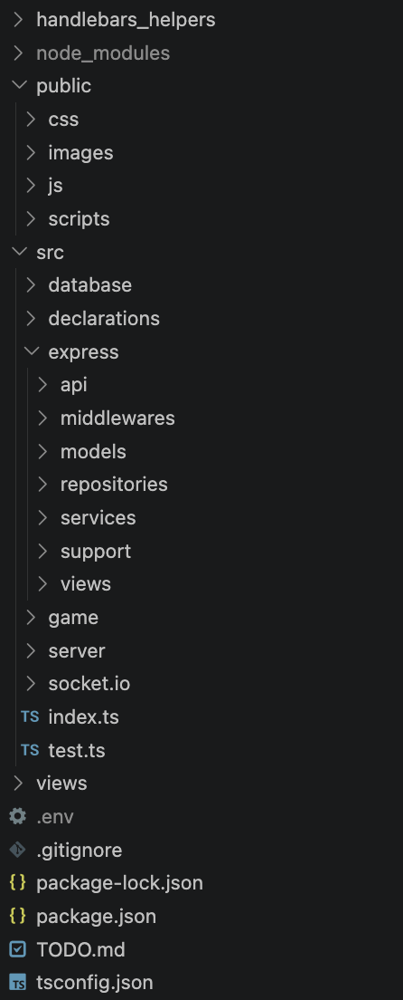 handlebars_helpers
node_modules
public
css
images
js
scripts
src
database
declarations
express
api
middlewares
models
repositories
services
support
views
game
server
socket.io
TS index.ts
TS test.ts
views
.env
.gitignore
{} package-lock.json
{} package.json
TODO.md
TS tsconfig.json